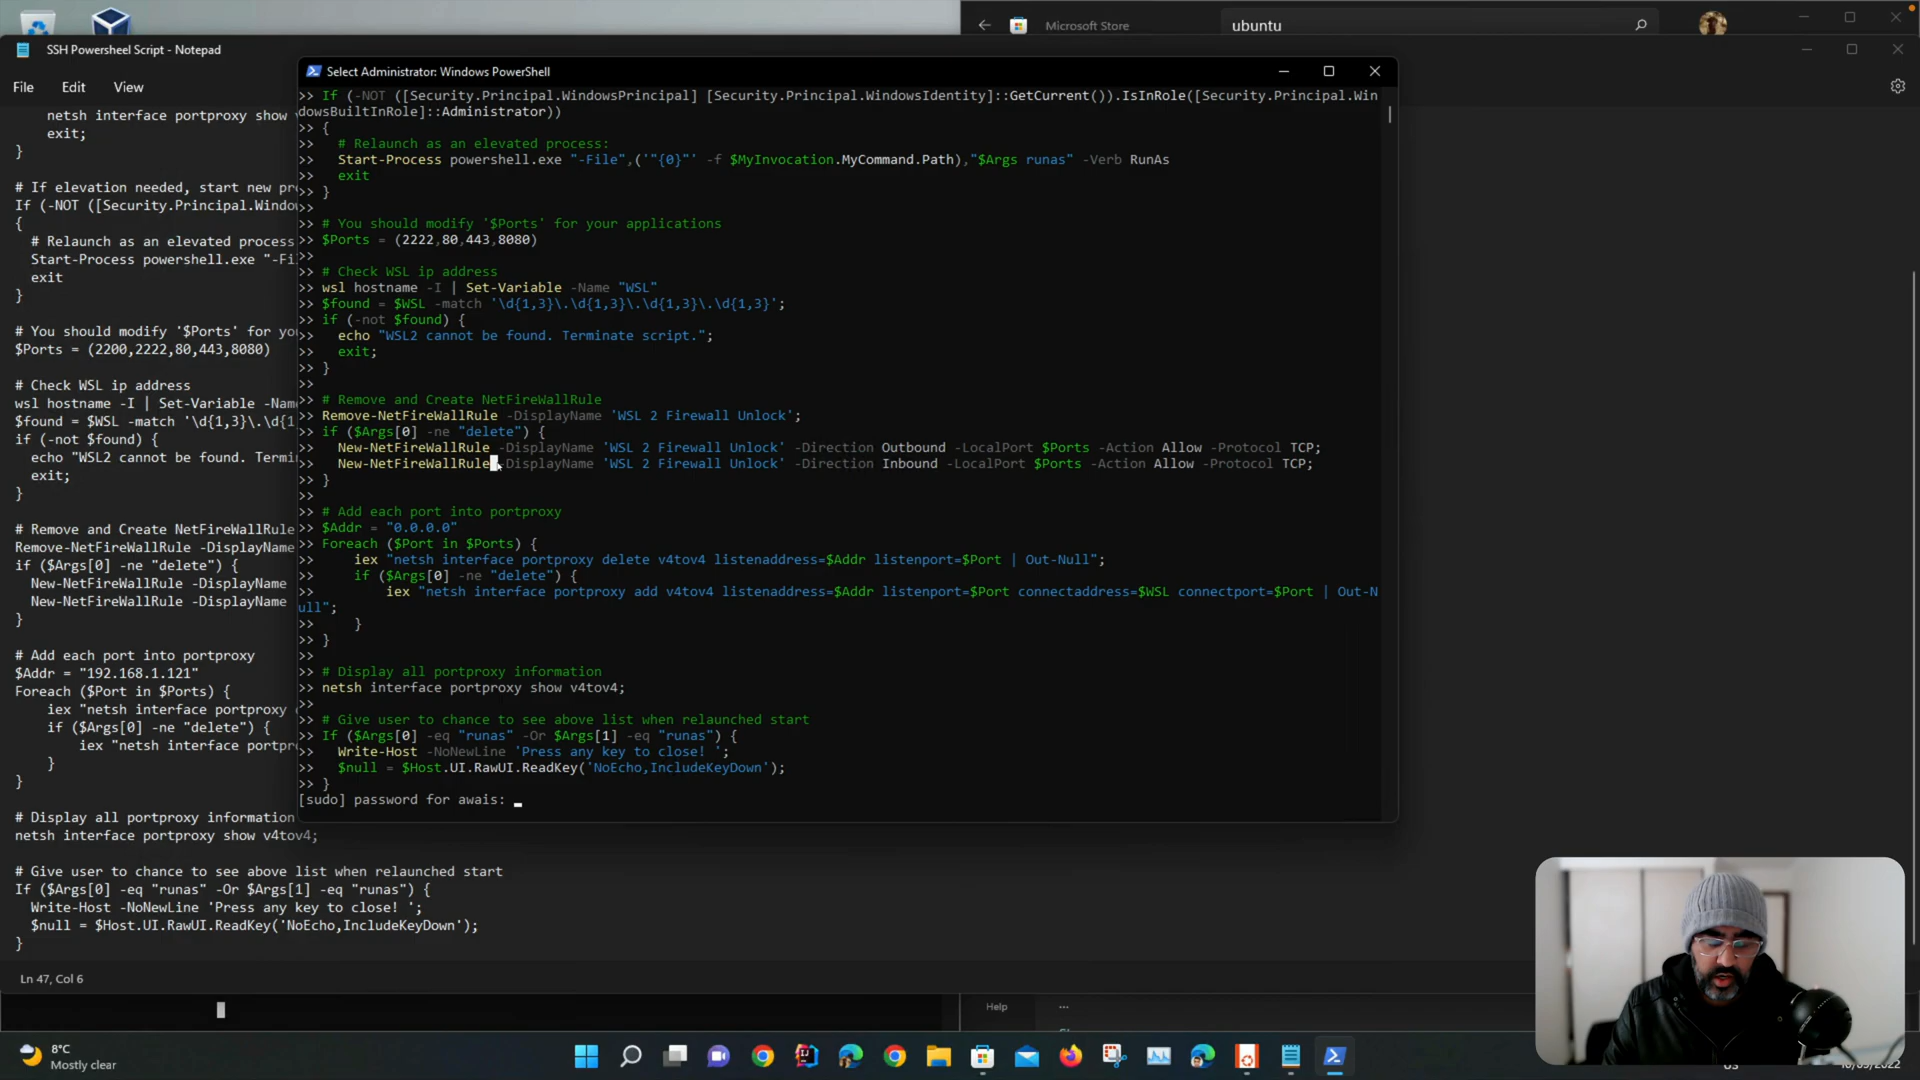 Microsoft Store
ubuntu
SSH Powersheel Script - Notepad
File
Edit
View
netsh interface portproxy show
exit;
}
# If elevation needed, start new pr
If (-NOT ([Security.Principal.Windo
{
# Relaunch as an elevated process
Start-Process powershell.exe "-Fi
exit
}
# You should modify '$Ports' for yo
$Ports = (2200,2222,80,443,8080)
# Check WSL ip address
wsl hostname -I | Set-Variable -Nam
$found = $WSL -match '\d{1,3}\.\d{1
if (-not $found) {
echo "WSL2 cannot be found. Termi
exit;
}
# Remove and Create NetFireWallRule
Remove-NetFireWallRule -DisplayName
if ($Args[0] -ne "delete") {
New-NetFireWallRule -DisplayName
New-NetFireWallRule -DisplayName
}
# Add each port into portproxy
$Addr = "192.168.1.121"
Foreach ($Port in $Ports) {
iex "netsh interface portproxy
if ($Args[0] -ne "delete") {
iex "netsh interface portpr
}
}
# Display all portproxy information
netsh interface portproxy show v4tov4;
# Give user to chance to see above list when relaunched start
If ($Args[0] -eq "runas" -Or $Args[1] -eq "runas") {
Write-Host -NoNewLine 'Press any key to close! ';
$null = $Host.UI.RawUI.ReadKey('NoEcho,IncludeKeyDown');
}
Ln 47, Col 6
Select Administrator: Windows PowerShell
>> If (-NOT ([Security.Principal.WindowsPrincipal] [Security.Principal.WindowsIdentity]::GetCurrent()).IsInRole([Security.Principal.Win
dowsBuiltInRole]::Administrator))
>> {
>> # Relaunch as an elevated process:
>> Start-Process powershell.exe "-File",('"{0}"' -f $MyInvocation.MyCommand.Path),"$Args runas" -Verb RunAs
>> exit
>> }
>>
>> # You should modify '$Ports' for your applications
>> $Ports = (2222,80,443,8080)
>>
>> # Check WSL ip address
>> wsl hostname -I | Set-Variable -Name "WSL"
>> $found = $WSL -match '\d{1,3}\.\d{1,3}\.\d{1,3}\.\d{1,3}';
>> if (-not $found) {
>> echo "WSL2 cannot be found. Terminate script.";
>> exit;
>> }
>>
>> # Remove and Create NetFireWallRule
>> Remove-NetFireWallRule -DisplayName 'WSL 2 Firewall Unlock';
>> if ($Args[0] -ne "delete") {
>> New-NetFireWallRule -DisplayName 'WSL 2 Firewall Unlock' -Direction Outbound -LocalPort $Ports -Action Allow -Protocol TCP;
>> New-NetFireWallRule -DisplayName 'WSL 2 Firewall Unlock' -Direction Inbound -LocalPort $Ports -Action Allow -Protocol TCP;
>> }
>>
>> # Add each port into portproxy
>> $Addr = "0.0.0.0"
>> Foreach ($Port in $Ports) {
>> iex "netsh interface portproxy delete v4tov4 listenaddress=$Addr listenport=$Port | Out-Null";
>> if ($Args[0] -ne "delete") {
>> iex "netsh interface portproxy add v4tov4 listenaddress=$Addr listenport=$Port connectaddress=$WSL connectport=$Port | Out-N
ull";
>> }
>> }
>>
>> # Display all portproxy information
>> netsh interface portproxy show v4tov4;
>>
>> # Give user to chance to see above list when relaunched start
>> If ($Args[0] -eq "runas" -Or $Args[1] -eq "runas") {
>> Write-Host -NoNewLine 'Press any key to close! ';
>> $null = $Host.UI.RawUI.ReadKey('NoEcho,IncludeKeyDown');
>> }
[sudo] password for awais:
Help
...
8°C
Mostly clear